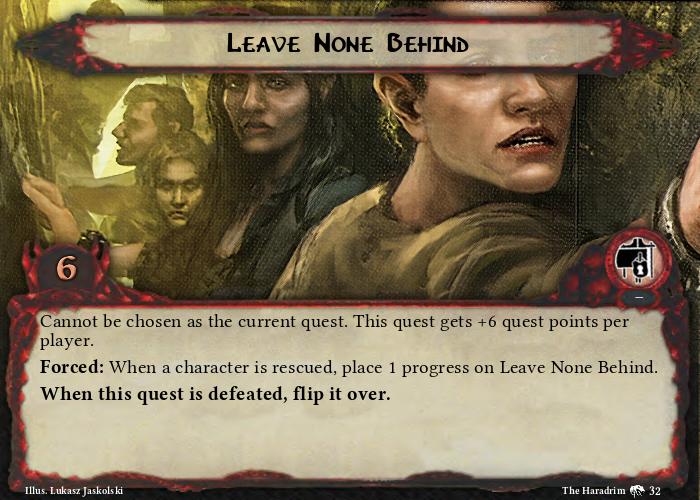 Leave None Behind
6
–
Cannot be chosen as the current quest. This quest gets +6 quest points per
player.
Forced: When a character is rescued, place 1 progress on Leave None Behind.
When this quest is defeated, flip it over.
Illus. Lukasz Jaskolski
The Haradrim 32